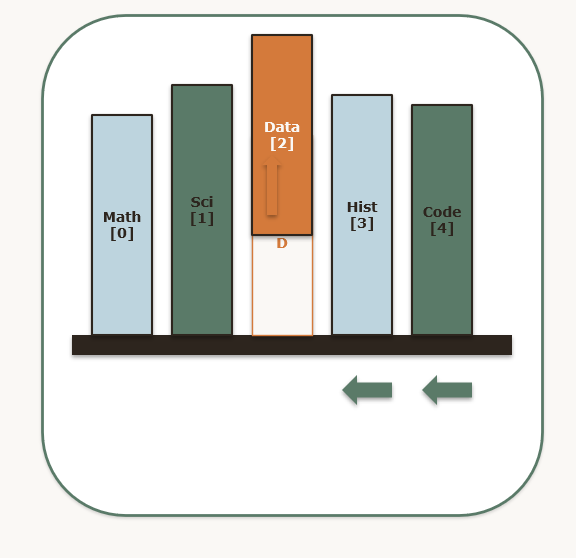 Math
[0]
Sci
[1]
Data
[2]
D
Hist
[3]
Code
[4]